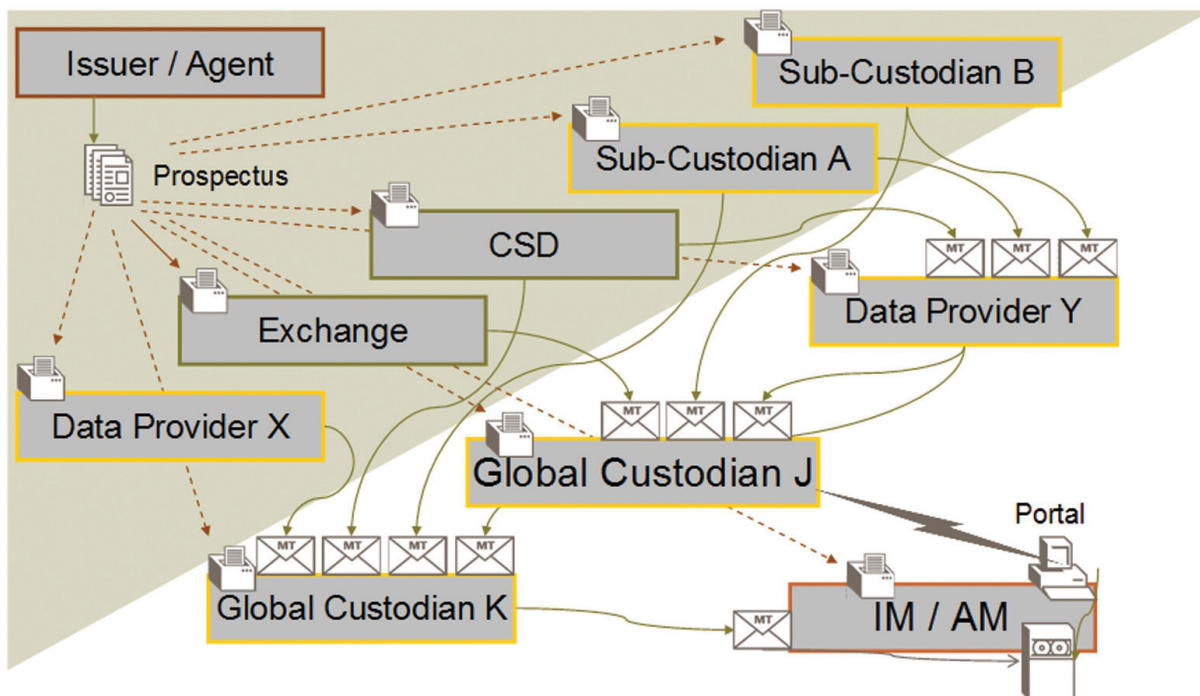 Issuer / Agent
Sub-Custodian B
Sub-Custodian A
Prospectus
CSD
MT MT MT
Data Provider Y
Exchange
Data Provider X
MT MT MT
Global Custodian J
Portal
MT MT MT MT
Global Custodian K
MT
IM / AM